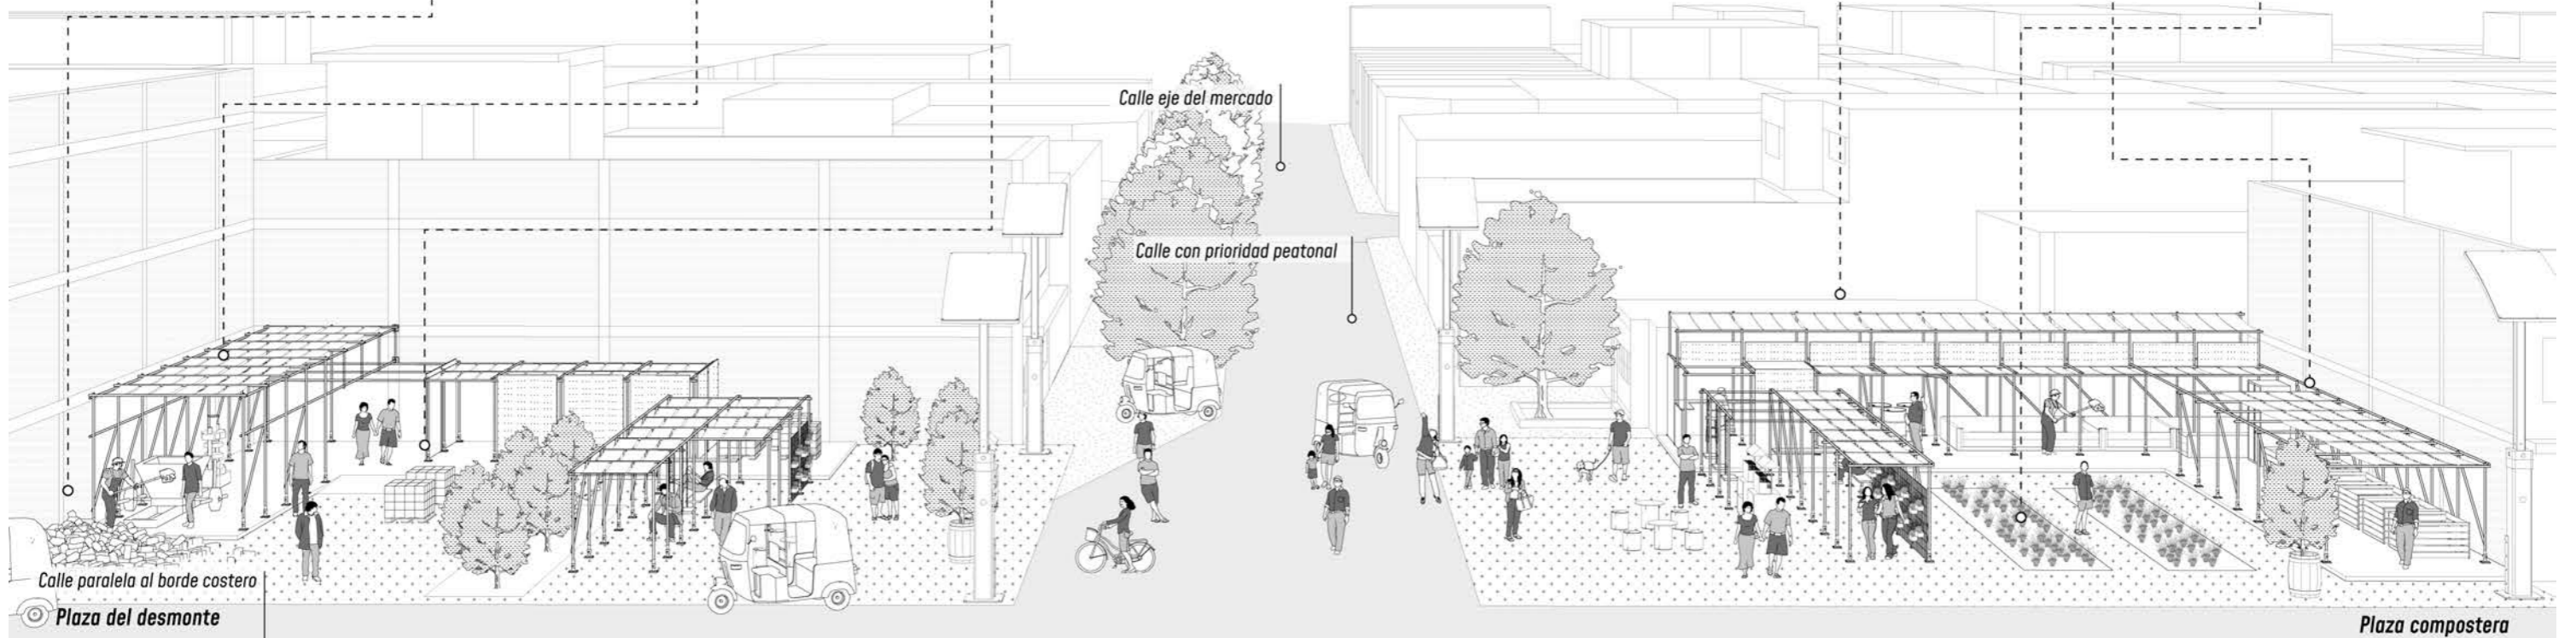 Calle eje del mercado
Calle con prioridad peatonal
Calle paralela al borde costero
Plaza del desmonte
Plaza compostera